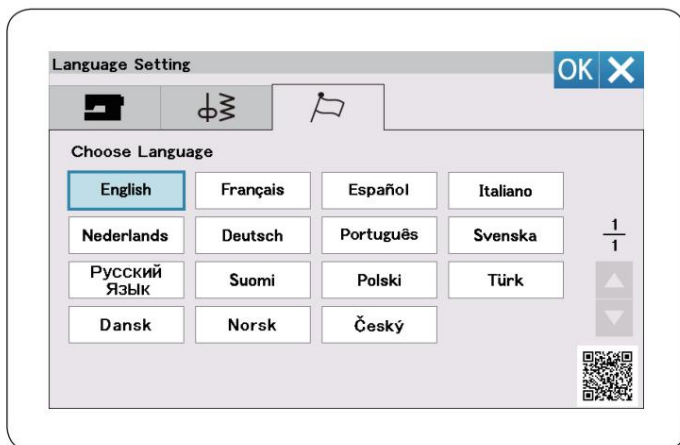 Language Setting
OK
Choose Language
English Français Español Italiano
Nederlands Deutsch Português Svenska
1
1
Русский
Язык
Suomi Polski Türk
Dansk Norsk Český